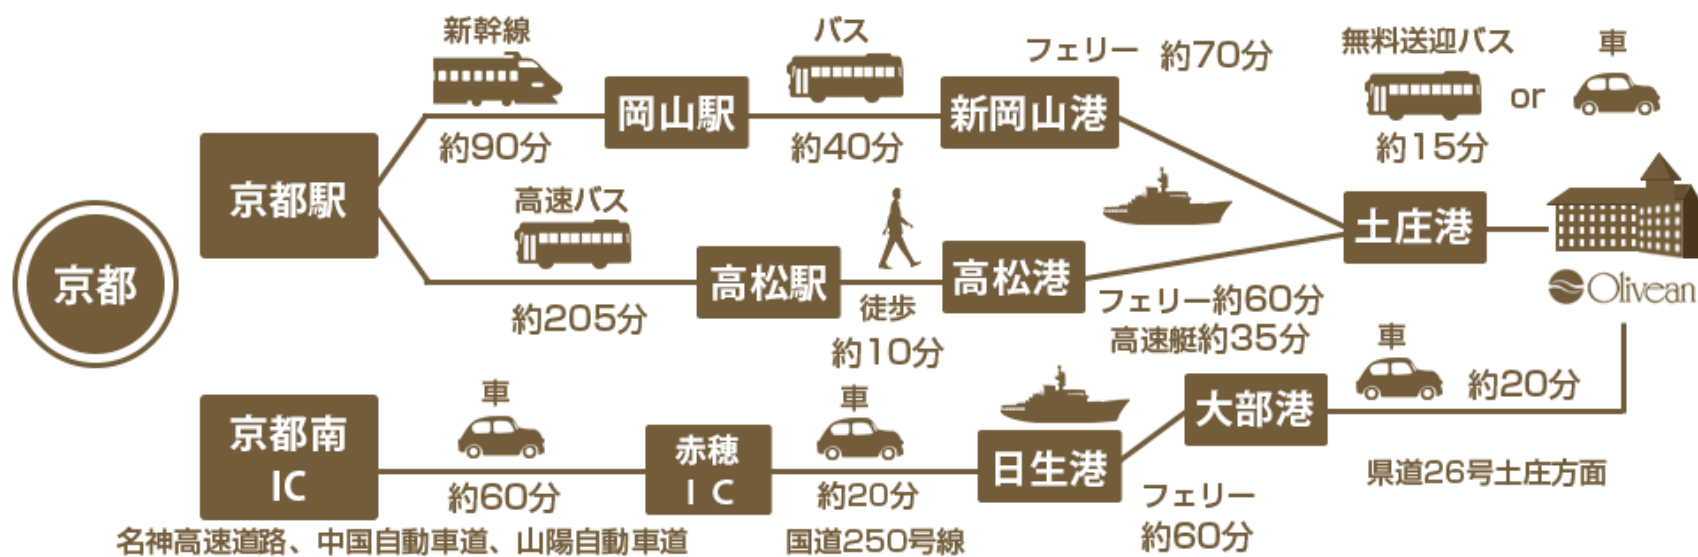 京都
京都駅
新幹線
約90分
岡山駅
バス
約40分
新岡山港
フェリー 約70分
高速バス
約205分
高松駅
徒歩
約10分
高松港
フェリー約60分
高速艇約35分
土庄港
無料送迎バス
or
車
約15分
Olivean
京都南
IC
車
約60分
名神高速道路、中国自動車道、山陽自動車道
赤穂
IC
車
約20分
国道250号線
日生港
フェリー
約60分
大部港
車
約20分
県道26号土庄方面